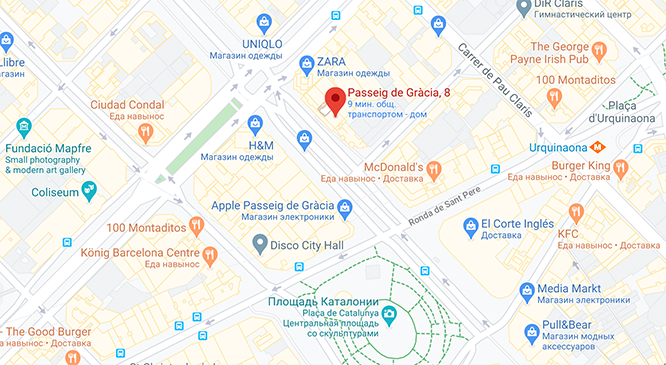 DiR Claris
Гимнастический центр
UNIQLO
Магазин одежды
Carrer de Pau Claris
The George
Payne Irish Pub
Llibre
газин
ZARA
Магазин одежды
100 Montaditos
Passeig de Gràcia, 8
9 мин. общ.
транспортом - дом
Ciudad Condal
Еда навынос
Plaça
d'Urquinaona
Fundació Mapfre
Small photography
& modern art gallery
H&M
Магазин одежды
Urquinaona
McDonald's
Еда навынос • Доставка
Burger King
Еда навынос • Доставка
Coliseum
Ronda de Sant Pere
Apple Passeig de Gràcia
Магазин электроники
100 Montaditos
Еда навынос
El Corte Inglés
Доставка
KFC
Еда навынос • Доставка
Disco City Hall
König Barcelona Centre
Еда навынос
Media Markt
Магазин электроники
Площадь Каталонии
Plaça de Catalunya
Центральная площадь
со скульптурами
Pull&Bear
Магазин модных
аксессуаров
- The Good Burger
Еда навынос